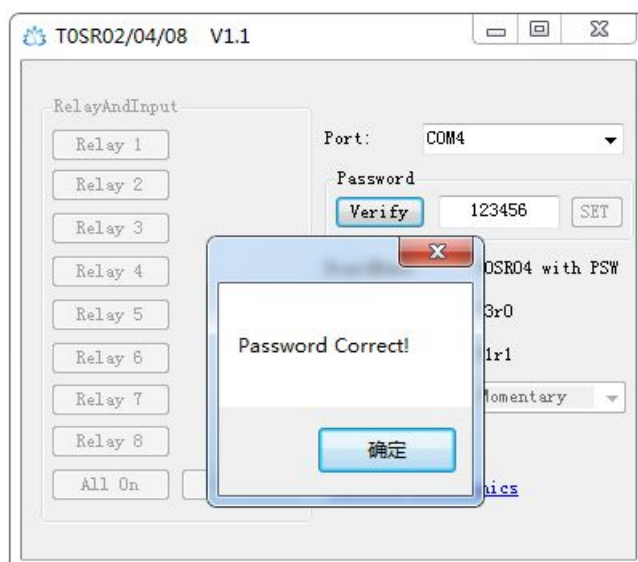 T0SR02/04/08 V1.1
RelayAndInput
Relay 1
Relay 2
Relay 3
Relay 4
Relay 5
Relay 6
Relay 7
Relay 8
All On
Port: COM4
Password
Verify 123456 SET
0SR04 with PSW
3r0
1r1
Momentary
nics
Password Correct!
确定